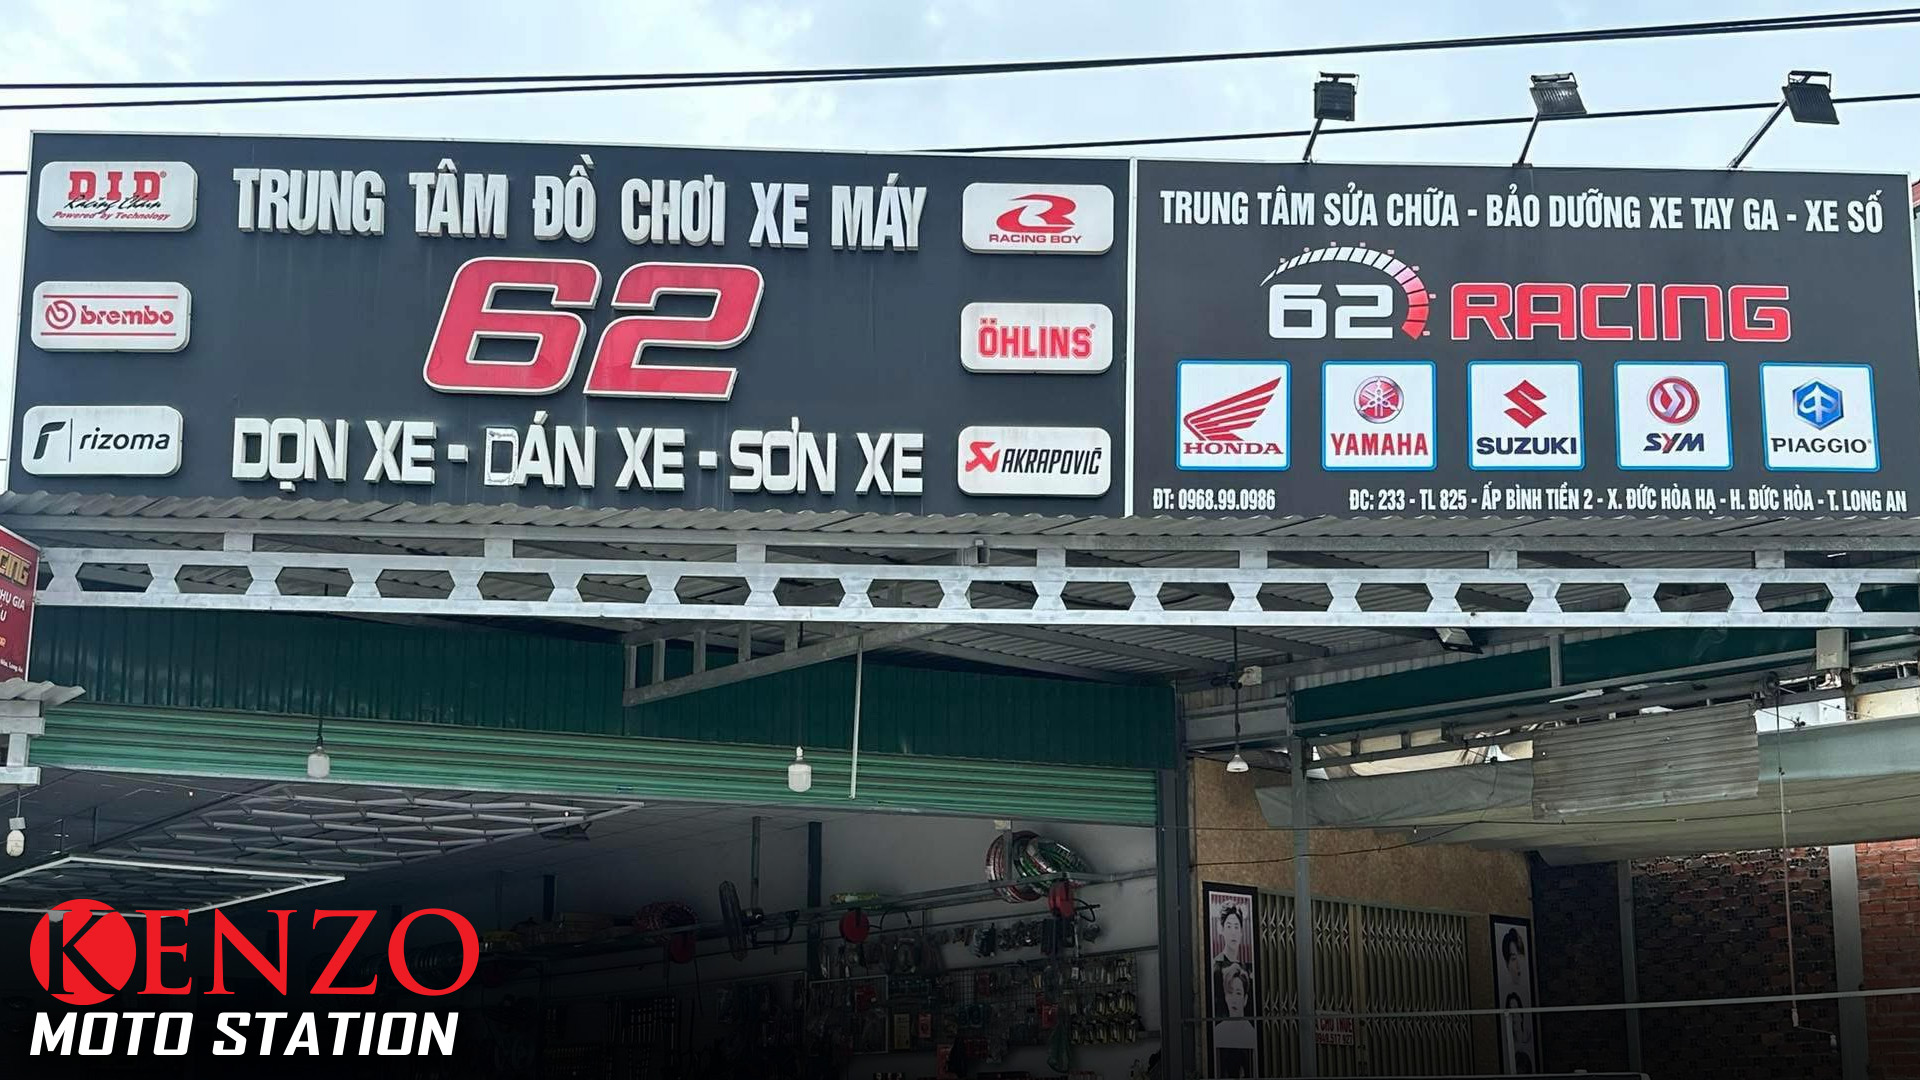 D.I.D
Racing Chain
Powered by Technology
brembo
rizoma
TRUNG TÂM ĐỒ CHƠI XE MÁY
62
DỌN XE - DÁN XE - SƠN XE
RACING BOY
ÖHLINS
AKRAPOVIČ
TRUNG TÂM SỬA CHỮA - BẢO DƯỠNG XE TAY GA - XE SỐ
62 RACING
HONDA
YAMAHA
SUZUKI
SYM
PIAGGIO
ĐT: 0968.99.0986
ĐC: 233 - TL 825 - ẤP BÌNH TIỀN 2 - X. ĐỨC HÒA HẠ - H. ĐỨC HÒA - T. LONG AN
CHO THUÊ
KENZO
MOTO STATION